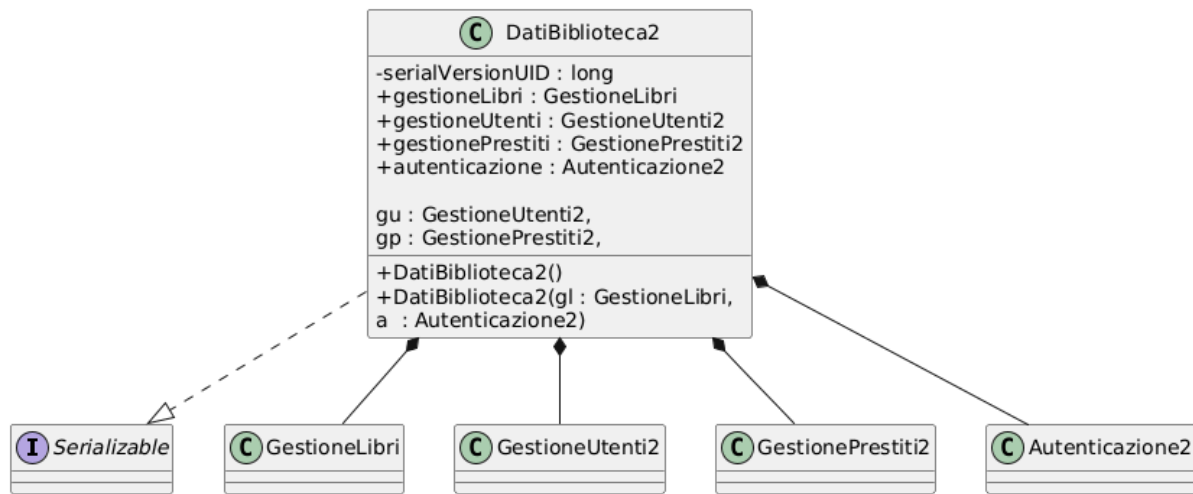 C DatiBiblioteca2
-serialVersionUID : long
+gestioneLibri : GestioneLibri
+gestioneUtenti : GestioneUtenti2
+gestionePrestiti : GestionePrestiti2
+autenticazione : Autenticazione2
gu : GestioneUtenti2,
gp : GestionePrestiti2,
+DatiBiblioteca2()
+DatiBiblioteca2(gl : GestioneLibri,
a  : Autenticazione2)
I Serializable
C GestioneLibri
C GestioneUtenti2
C GestionePrestiti2
C Autenticazione2